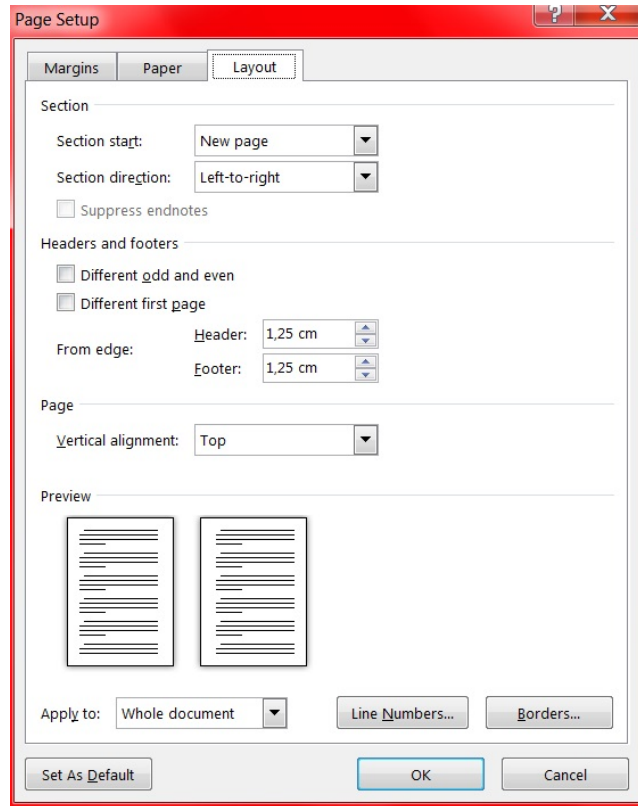 Page Setup
Margins Paper Layout
Section
Section start: New page
Section direction: Left-to-right
Suppress endnotes
Headers and footers
Different odd and even
Different first page
From edge:
Header: 1,25 cm
Footer: 1,25 cm
Page
Vertical alignment: Top
Preview
Apply to: Whole document Line Numbers... Borders...
Set As Default OK Cancel